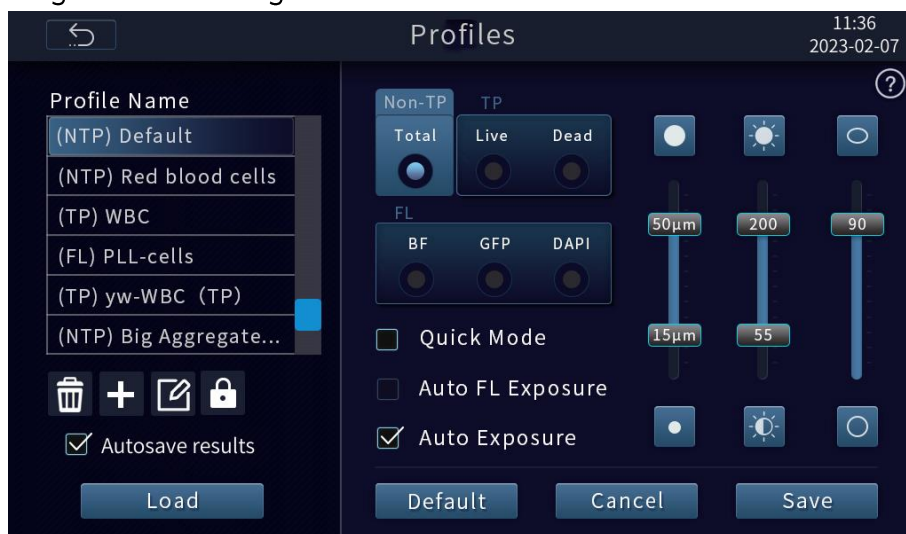 Profiles
11:36
2023-02-07
Profile Name
(NTP) Default
(NTP) Red blood cells
(TP) WBC
(FL) PLL-cells
(TP) yw-WBC（TP）
(NTP) Big Aggregate...
Autosave results
Load
Non-TP TP
Total Live Dead
FL
BF GFP DAPI
Quick Mode
Auto FL Exposure
Auto Exposure
?
50μm 200 90
15μm 55
Default Cancel Save